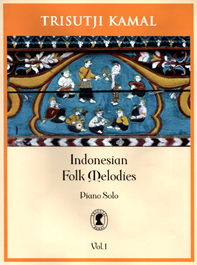 TRISUTJI KAMAL
Indonesian
Folk Melodies
Piano Solo
Vol.1